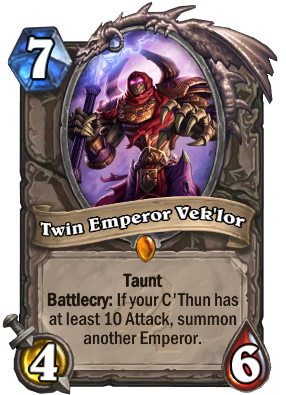 7
Twin Emperor Vek'lor
Taunt
Battlecry: If your C'Thun has
at least 10 Attack, summon
another Emperor.
4
6